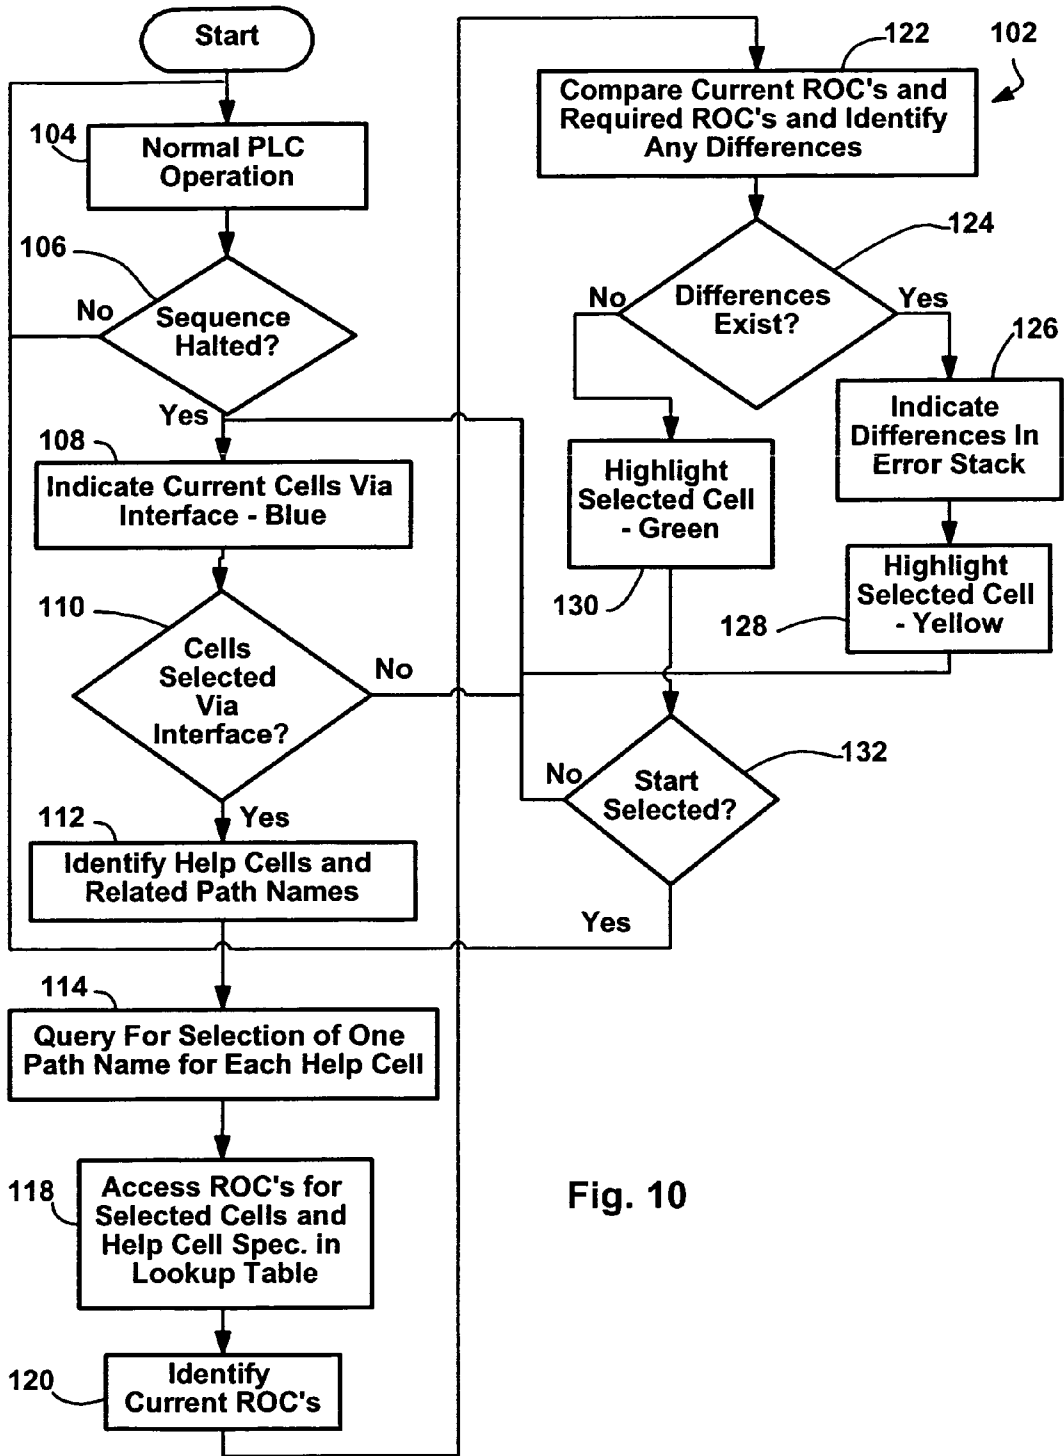 Start
104
Normal PLC
Operation
106
No
Sequence
Halted?
Yes
108
Indicate Current Cells Via
Interface - Blue
110
Cells
Selected
Via
Interface?
No
Yes
112
Identify Help Cells and
Related Path Names
114
Query For Selection of One
Path Name for Each Help Cell
118
Access ROC's for
Selected Cells and
Help Cell Spec. in
Lookup Table
120
Identify
Current ROC's
122
102
Compare Current ROC's and
Required ROC's and Identify
Any Differences
124
No
Differences
Exist?
Yes
126
Indicate
Differences In
Error Stack
Highlight
Selected Cell
- Green
130
Highlight
Selected Cell
- Yellow
128
132
No
Start
Selected?
Yes
Fig. 10